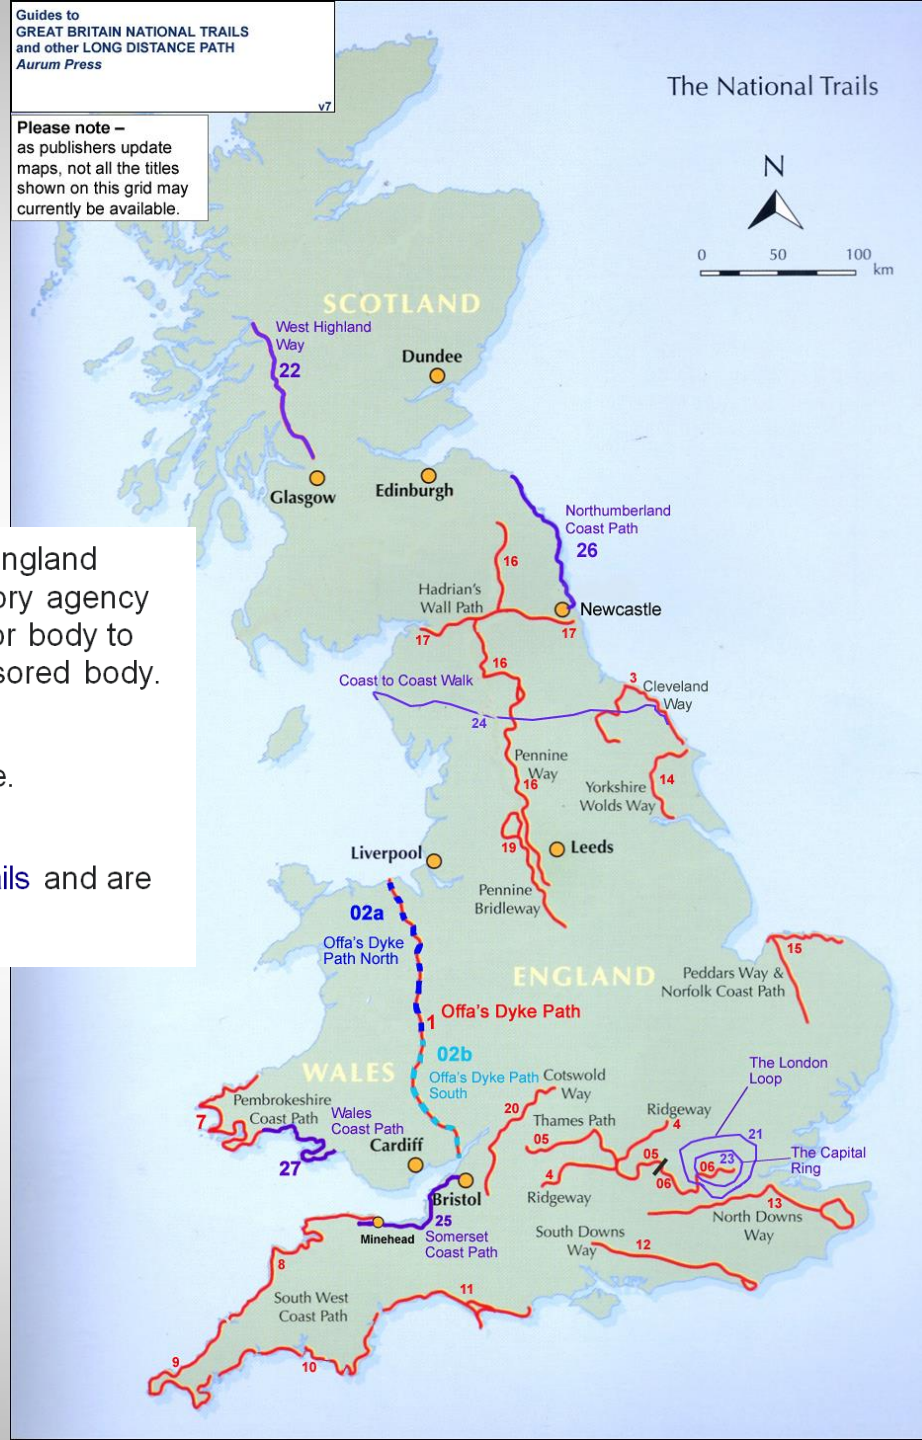 Guides to
GREAT BRITAIN NATIONAL TRAILS
and other LONG DISTANCE PATH
Aurum Press
v7
Please note –
as publishers update
maps, not all the titles
shown on this grid may
currently be available.
The National Trails
N
0 50 100
km
SCOTLAND
West Highland
Way
22
Dundee
Glasgow
Edinburgh
Northumberland
Coast Path
26
16
Hadrian's
Wall Path
Newcastle
17
17
16
Coast to Coast Walk
24
3
Cleveland
Way
Pennine
Way
16
14
Yorkshire
Wolds Way
19
Leeds
Liverpool
Pennine
Bridleway
02a
Offa's Dyke
Path North
ENGLAND
15
Peddars Way &
Norfolk Coast Path
1 Offa's Dyke Path
02b
Offa's Dyke Path
South
WALES
Cotswold
Way
20
The London
Loop
Pembrokeshire
Coast Path
7
Wales
Coast Path
27
Cardiff
Thames Path
05
Ridgeway
4
21
05
06
06
23
The Capital
Ring
4
Ridgeway
Bristol
25
Somerset
Coast Path
Minehead
13
North Downs
Way
South Downs
Way
12
8
South West
Coast Path
11
9
10
and are
body to
body.
agency